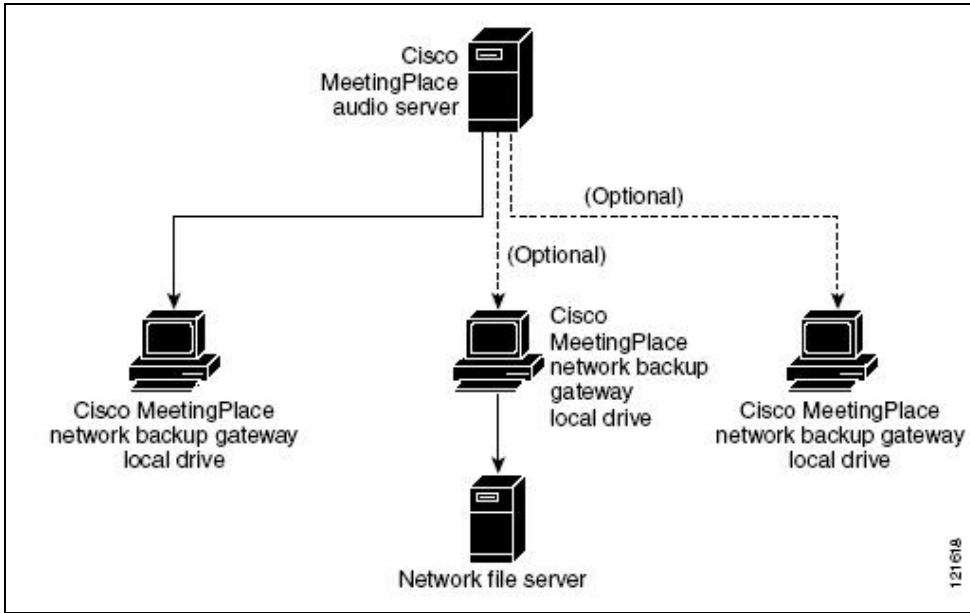 Cisco
MeetingPlace
audio server
(Optional)
(Optional)
Cisco MeetingPlace
network backup gateway
local drive
Cisco
MeetingPlace
network backup
gateway
local drive
Cisco MeetingPlace
network backup gateway
local drive
Network file server
121618